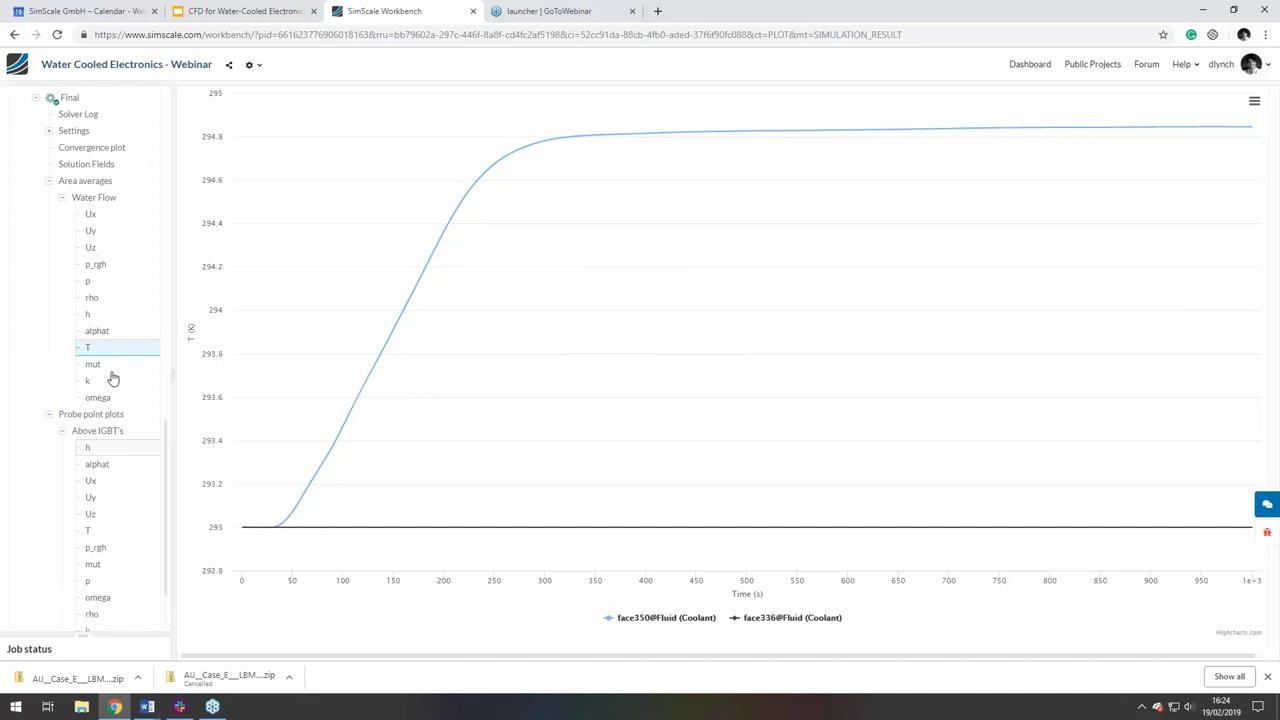 SimScale GmbH – Calendar - We
CFD for Water-Cooled Electronic:
SimScale Workbench
launcher | GoToWebinar
https://www.simscale.com/workbench/?pid=661623776906018163&rru=bb79602a-297c-446f-8a8f-cd4fc2af5198&ci=52cc91da-88cb-4fb0-aded-37f6f90fc088&ct=PLOT&mt=SIMULATION_RESULT
Water Cooled Electronics - Webinar
Dashboard
Public Projects
Forum
Help
dlynch
Final
Solver Log
Settings
Convergence plot
Solution Fields
Area averages
Water Flow
Ux
Uy
Uz
p_rgh
p
rho
h
alphat
T
mut
k
omega
Probe point plots
Above IGBT's
h
alphat
Ux
Uy
Uz
T
p_rgh
mut
p
omega
rho
k
Job status
295
294.8
294.6
294.4
294.2
294
293.8
293.6
293.4
293.2
293
292.8
T (K)
0 50 100 150 200 250 300 350 400 450 500 550 600 650 700 750 800 850 900 950 1e+3
Time (s)
face350@Fluid (Coolant)
face336@Fluid (Coolant)
Highcharts.com
AIJ__Case_E___LBM....zip
AIJ__Case_E___LBM....zip
Cancelled
Show all
16:24
19/02/2019